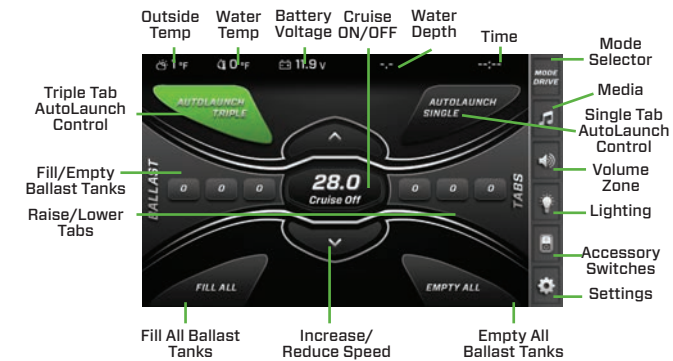 Outside Temp
Water Temp
Battery Voltage
Cruise ON/OFF
Water Depth
Time
Mode Selector
1 °F
0 °F
11.9 V
-.-
--:--
MODE
DRIVE
Triple Tab
AutoLaunch
Control
AUTOLAUNCH
TRIPLE
AUTOLAUNCH
SINGLE
Media
Single Tab
AutoLaunch
Control
Fill/Empty
Ballast Tanks
BALLAST
0 0 0
28.0
Cruise Off
0 0 0
TABS
Volume
Zone
Raise/Lower
Tabs
Lighting
Accessory
Switches
FILL ALL
EMPTY ALL
Settings
Fill All Ballast
Tanks
Increase/
Reduce Speed
Empty All
Ballast Tanks